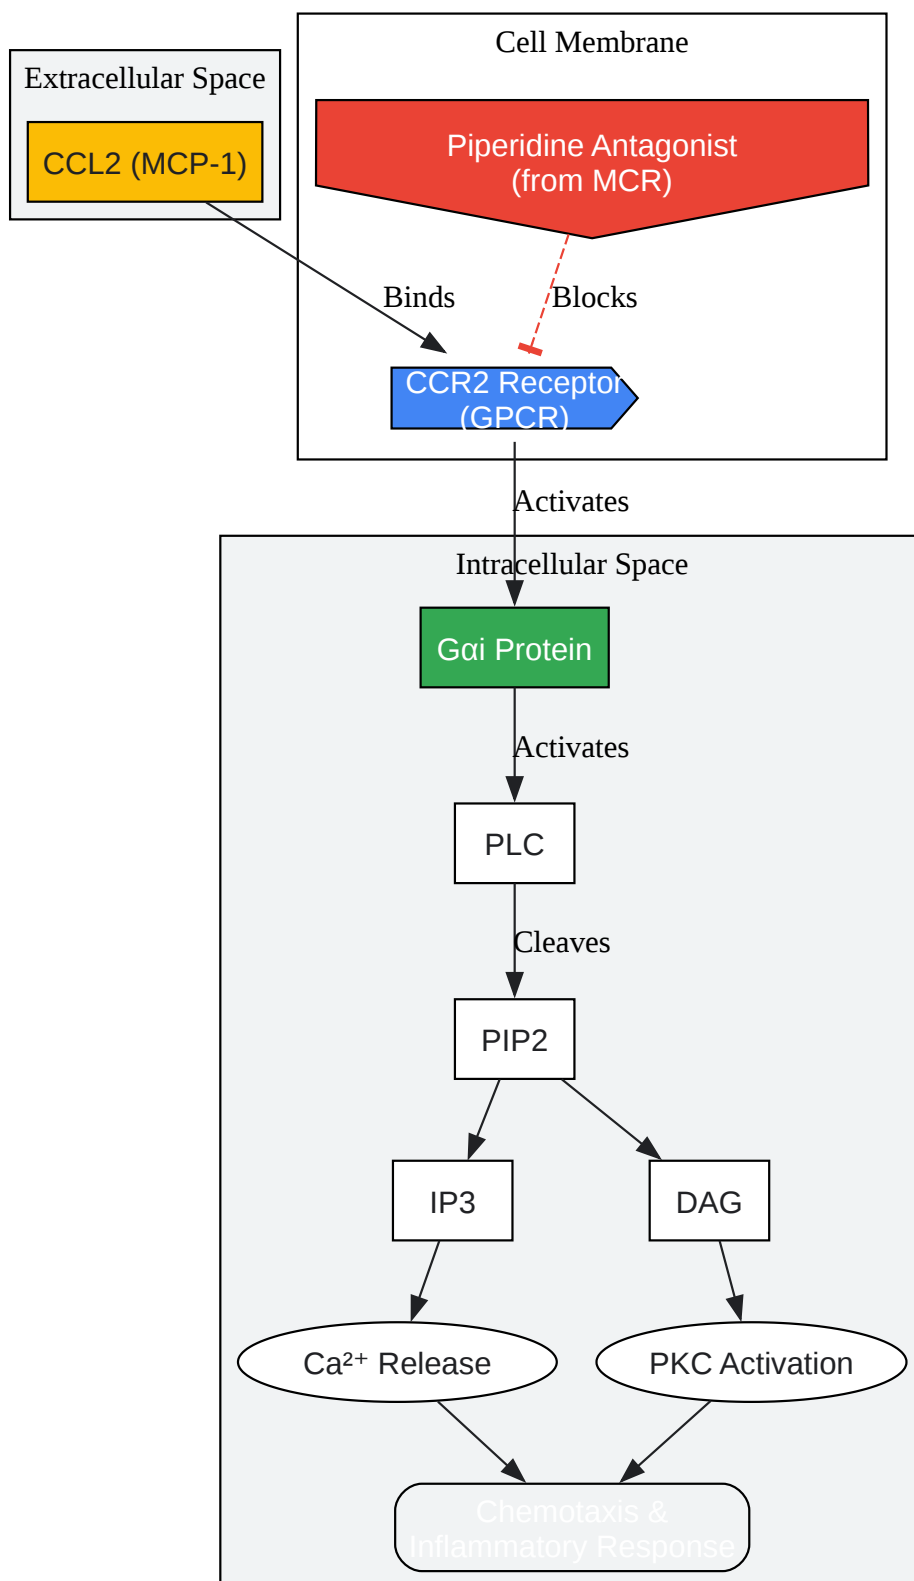 Cell Membrane
Extracellular Space
CCL2 (MCP-1)
Piperidine Antagonist
(from MCR)
Binds
Blocks
CCR2 Receptor
(GPCR)
Activates
Intracellular Space
Gαi Protein
Activates
PLC
Cleaves
PIP2
IP3
DAG
Ca²⁺ Release
PKC Activation
Chemotaxis &
Inflammatory Response